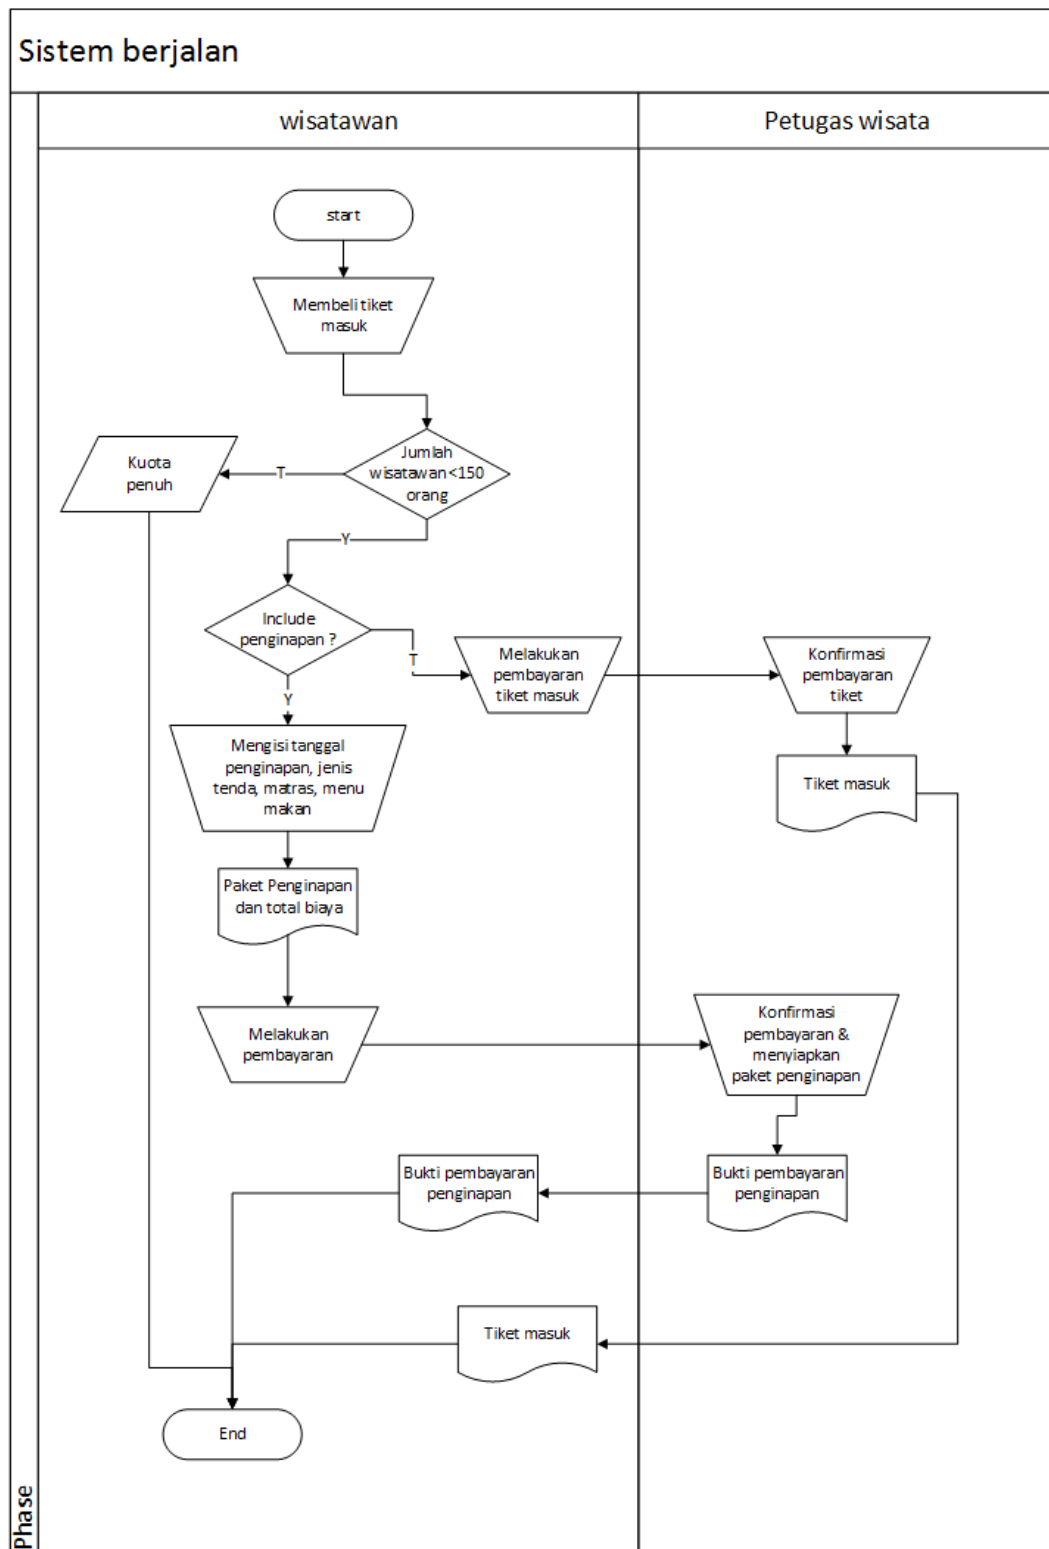 Sistem berjalan
wisatawan
Petugas wisata
start
Membeli tiket
masuk
Jumlah
wisatawan<150
orang
T
Kuota
penuh
Y
Include
penginapan ?
T
Melakukan
pembayaran
tiket masuk
Konfirmasi
pembayaran
tiket
Y
Mengisi tanggal
penginapan, jenis
tenda, matras, menu
makan
Tiket masuk
Paket Penginapan
dan total biaya
Melakukan
pembayaran
Konfirmasi
pembayaran &
menyiapkan
paket penginapan
Bukti pembayaran
penginapan
Bukti pembayaran
penginapan
Tiket masuk
End
Phase